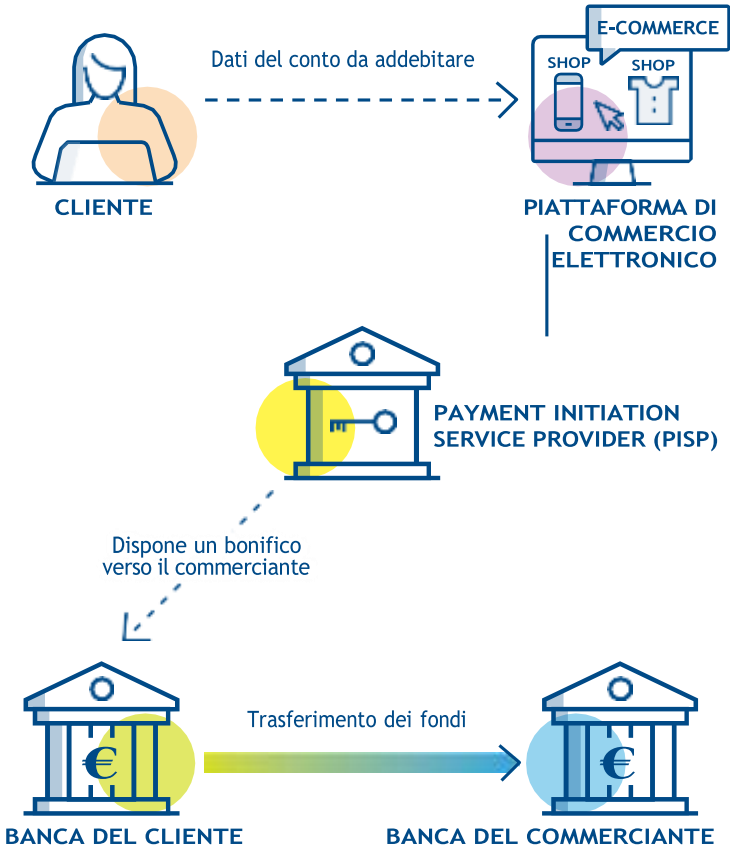 E-COMMERCE
Dati del conto da addebitare
SHOP
SHOP
CLIENTE
PIATTAFORMA DI
COMMERCIO
ELETTRONICO
PAYMENT INITIATION
SERVICE PROVIDER (PISP)
Dispone un bonifico
verso il commerciante
Trasferimento dei fondi
€
€
BANCA DEL CLIENTE
BANCA DEL COMMERCIANTE